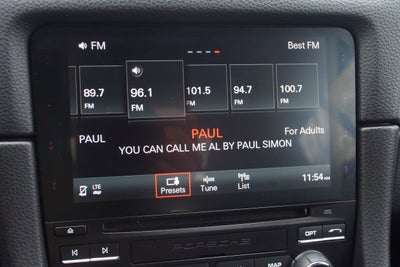 FM
Best FM
89.7 FM
96.1 FM
101.5 FM
94.7 FM
100.7 FM
PAUL
PAUL
For Adults
YOU CAN CALL ME AL BY PAUL SIMON
LTE
Presets
Tune
List
11:54 AM
OPT
PORSCHE
MAP